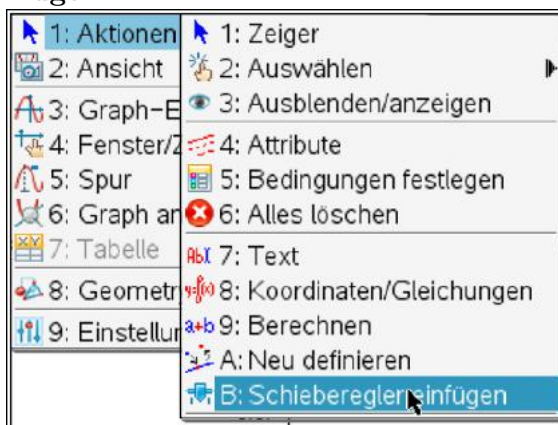 1: Aktionen
2: Ansicht
3: Graph-E
4: Fenster/Z
5: Spur
6: Graph an
7: Tabelle
8: Geometr
9: Einstellur
1: Zeiger
2: Auswählen
3: Ausblenden/anzeigen
4: Attribute
5: Bedingungen festlegen
6: Alles löschen
7: Text
8: Koordinaten/Gleichungen
9: Berechnen
A: Neu definieren
B: Schieberegler einfügen